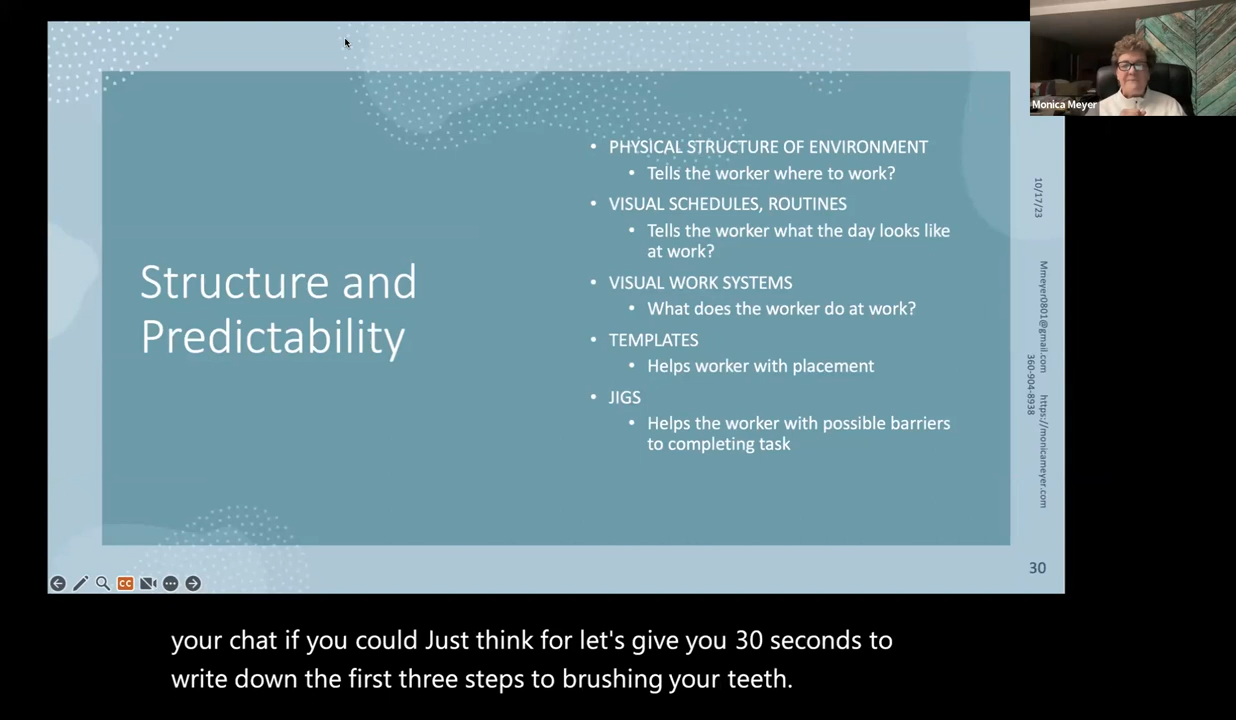 Monica Meyer
Structure and
Predictability
• PHYSICAL STRUCTURE OF ENVIRONMENT
• Tells the worker where to work?
• VISUAL SCHEDULES, ROUTINES
• Tells the worker what the day looks like
at work?
• VISUAL WORK SYSTEMS
• What does the worker do at work?
• TEMPLATES
• Helps worker with placement
• JIGS
• Helps the worker with possible barriers
to completing task
10/17/23
Mmeyer0801@gmail.com https://monicameyer.com
360-904-8938
30
CC
your chat if you could Just think for let's give you 30 seconds to
write down the first three steps to brushing your teeth.